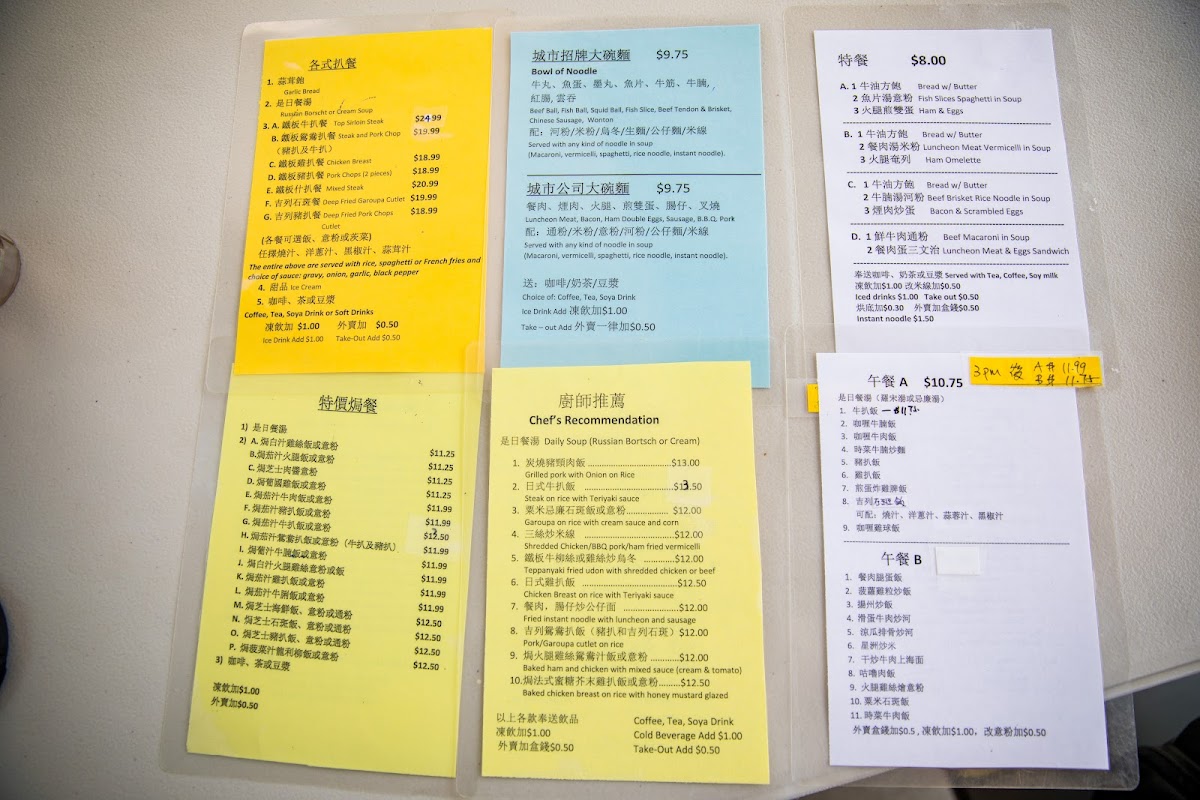 各式扒餐
1. 蒜茸飽
Garlic Bread
2. 是日餐湯
Russian Borscht or Cream Soup
3. A. 鐵板牛扒餐 Top Sirloin Steak $24.99
B. 鐵板鴛鴦扒餐 Steak and Pork Chop $19.99
（豬扒及牛扒）
C. 鐵板雞扒餐 Chicken Breast $18.99
D. 鐵板豬扒餐 Pork Chops (2 pieces) $18.99
E. 鐵板什扒餐 Mixed Steak $20.99
F. 吉列石斑餐 Deep Fried Garoupa Cutlet $19.99
G. 吉列豬扒餐 Deep Fried Pork Chops $18.99
Cutlet
(各餐可選飯、意粉或茨菜)
任擇燒汁、洋蔥汁、黑椒汁、蒜茸汁
The entire above are served with rice, spaghetti or French fries and
choice of sauce: gravy, onion, garlic, black pepper
4. 甜品 Ice Cream
5. 咖啡、茶或豆漿
Coffee, Tea, Soya Drink or Soft Drinks
凍飲加 $1.00 外賣加 $0.50
Ice Drink Add $1.00 Take-Out Add $0.50
城市招牌大碗麵 $9.75
Bowl of Noodle
牛丸、魚蛋、墨丸、魚片、牛筋、牛腩,
紅腸, 雲吞
Beef Ball, Fish Ball, Squid Ball, Fish Slice, Beef Tendon & Brisket,
Chinese Sausage, Wonton
配：河粉/米粉/烏冬/生麵/公仔麵/米線
Served with any kind of noodle in soup
(Macaroni, vermicelli, spaghetti, rice noodle, instant noodle).
城市公司大碗麵 $9.75
餐肉、煙肉、火腿、煎雙蛋、腸仔、叉燒
Luncheon Meat, Bacon, Ham Double Eggs, Sausage, B.B.Q. Pork
配：通粉/米粉/意粉/河粉/公仔麵/米線
Served with any kind of noodle in soup
(Macaroni, vermicelli, spaghetti, rice noodle, instant noodle).
送：咖啡/奶茶/豆漿
Choice of: Coffee, Tea, Soya Drink
Ice Drink Add 凍飲加$1.00
Take – out Add 外賣一律加$0.50
特餐 $8.00
A. 1 牛油方飽 Bread w/ Butter
2 魚片湯意粉 Fish Slices Spaghetti in Soup
3 火腿煎雙蛋 Ham & Eggs
B. 1 牛油方飽 Bread w/ Butter
2 餐肉湯米粉 Luncheon Meat Vermicelli in Soup
3 火腿奄列 Ham Omelette
C. 1 牛油方飽 Bread w/ Butter
2 牛腩湯河粉 Beef Brisket Rice Noodle in Soup
3 煙肉炒蛋 Bacon & Scrambled Eggs
D. 1 鮮牛肉通粉 Beef Macaroni in Soup
2 餐肉蛋三文治 Luncheon Meat & Eggs Sandwich
奉送咖啡、奶茶或豆漿 Served with Tea, Coffee, Soy milk
凍飲加$1.00 改米線加$0.50
Iced drinks $1.00 Take out $0.50
烘底加$0.30 外賣加盒錢$0.50
Instant noodle $1.50
特價焗餐
1) 是日餐湯
2) A. 焗白汁雞絲飯或意粉 $11.25
B.焗茄汁火腿飯或意粉 $11.25
C. 焗芝士肉醬意粉 $11.25
D. 焗葡國雞飯或意粉 $11.25
E. 焗茄汁牛肉飯或意粉 $11.99
F. 焗茄汁豬扒飯或意粉 $11.99
G. 焗茄汁牛扒飯或意粉 $12.50
H. 焗茄汁鴛鴦扒飯或意粉（牛扒及豬扒） $11.99
I. 焗葡汁牛腩飯或意粉 $11.99
J. 焗白汁火腿雞絲意粉或飯 $11.99
K. 焗茄汁雞扒飯或意粉 $11.99
L. 焗茄汁牛脷飯或意粉 $11.99
M. 焗芝士海鮮飯、意粉或通粉 $12.50
N. 焗芝士石斑飯、意粉或通粉 $12.50
O. 焗芝士豬扒飯、意粉或通粉 $12.50
P. 焗菠菜汁龍利柳飯或意粉 $12.50
3) 咖啡、茶或豆漿
凍飲加$1.00
外賣加$0.50
廚師推薦
Chef's Recommendation
是日餐湯 Daily Soup (Russian Bortsch or Cream)
1. 炭燒豬頸肉飯 ...............................$13.00
Grilled pork with Onion on Rice
2. 日式牛扒飯 ...................................$13.50
Steak on rice with Teriyaki sauce
3. 粟米忌廉石斑飯或意粉.................. $12.00
Garoupa on rice with cream sauce and corn
4. 三絲炒米線 ...................................$12.00
Shredded Chicken/BBQ pork/ham fried vermicelli
5. 鐵板牛柳絲或雞絲炒烏冬 ............$12.00
Teppanyaki fried udon with shredded chicken or beef
6. 日式雞扒飯 ...................................$12.50
Chicken Breast on rice with Teriyaki sauce
7. 餐肉，腸仔炒公仔面 .....................$12.00
Fried instant noodle with luncheon and sausage
8. 吉列鴛鴦扒飯（豬扒和吉列石斑）$12.00
Pork/Garoupa cutlet on rice
9. 焗火腿雞絲鴛鴦汁飯或意粉 ............$12.00
Baked ham and chicken with mixed sauce (cream & tomato)
10.焗法式蜜糖芥末雞扒飯或意粉.........$12.50
Baked chicken breast on rice with honey mustard glazed
以上各款奉送飲品 Coffee, Tea, Soya Drink
凍飲加$1.00 Cold Beverage Add $1.00
外賣加盒錢$0.50 Take-Out Add $0.50
午餐 A $10.75
3pm 後 A# 11.99
B# 11.75
是日餐湯（羅宋湯或忌廉湯）
1. 牛扒飯
2. 咖喱牛腩飯
3. 咖喱牛肉飯
4. 時菜牛腩炒麵
5. 豬扒飯
6. 雞扒飯
7. 煎蛋炸雞髀飯
8. 吉列石斑飯
可配：燒汁、洋蔥汁、蒜蓉汁、黑椒汁
9. 咖喱雞球飯
午餐 B
1. 餐肉腿蛋飯
2. 菠蘿雞粒炒飯
3. 揚州炒飯
4. 滑蛋牛肉炒河
5. 涼瓜排骨炒河
6. 星洲炒米
7. 干炒牛肉上海面
8. 咕嚕肉飯
9. 火腿雞絲燴意粉
10. 粟米石斑飯
11. 時菜牛肉飯
外賣盒錢加$0.5 , 凍飲加$1.00，改意粉加$0.50